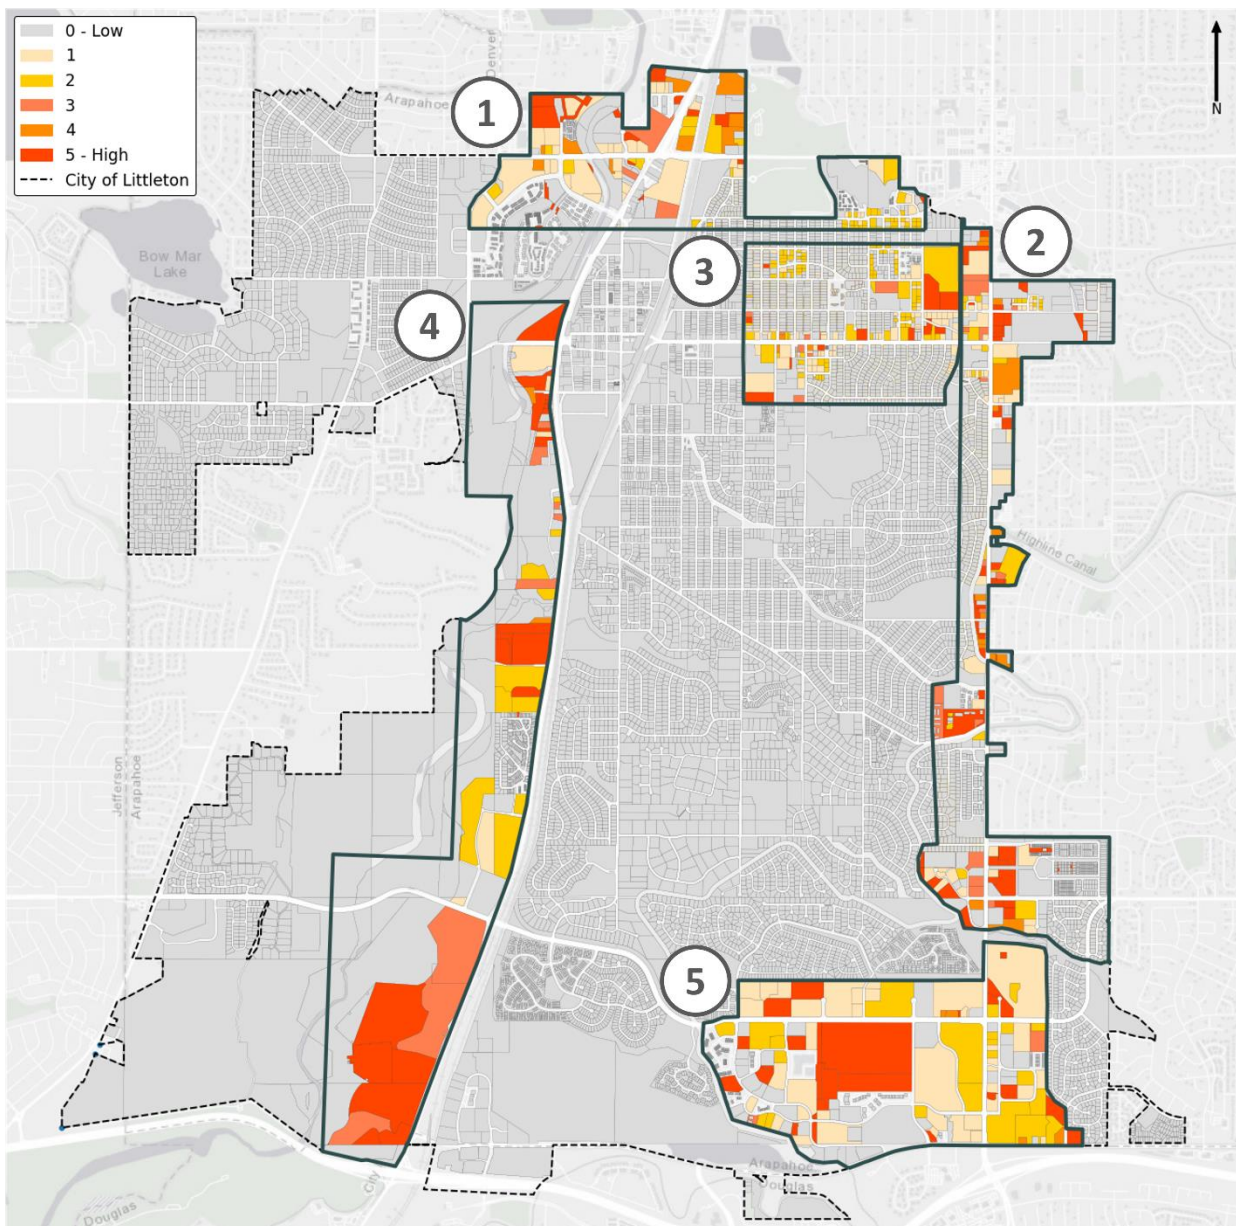 0 - Low
1
2
3
4
5 - High
City of Littleton
N
Arapahoe
Denver
1
Bow Mar
Lake
2
3
4
Highline Canal
Jefferson
Arapahoe
5
Arapahoe
Douglas
City
Douglas